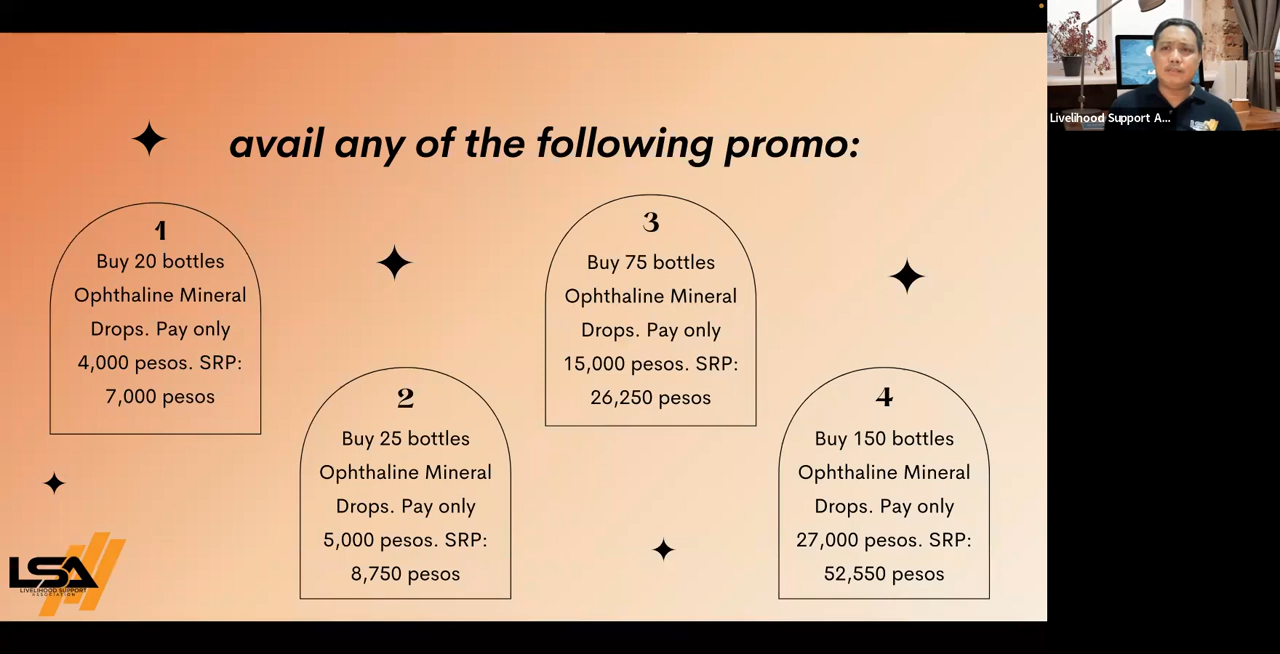 avail any of the following promo:
1
Buy 20 bottles
Ophthaline Mineral
Drops. Pay only
4,000 pesos. SRP:
7,000 pesos
2
Buy 25 bottles
Ophthaline Mineral
Drops. Pay only
5,000 pesos. SRP:
8,750 pesos
3
Buy 75 bottles
Ophthaline Mineral
Drops. Pay only
15,000 pesos. SRP:
26,250 pesos
4
Buy 150 bottles
Ophthaline Mineral
Drops. Pay only
27,000 pesos. SRP:
52,550 pesos
LSA
LIVELIHOOD SUPPORT
ASSOCIATION
Livelihood Support A...